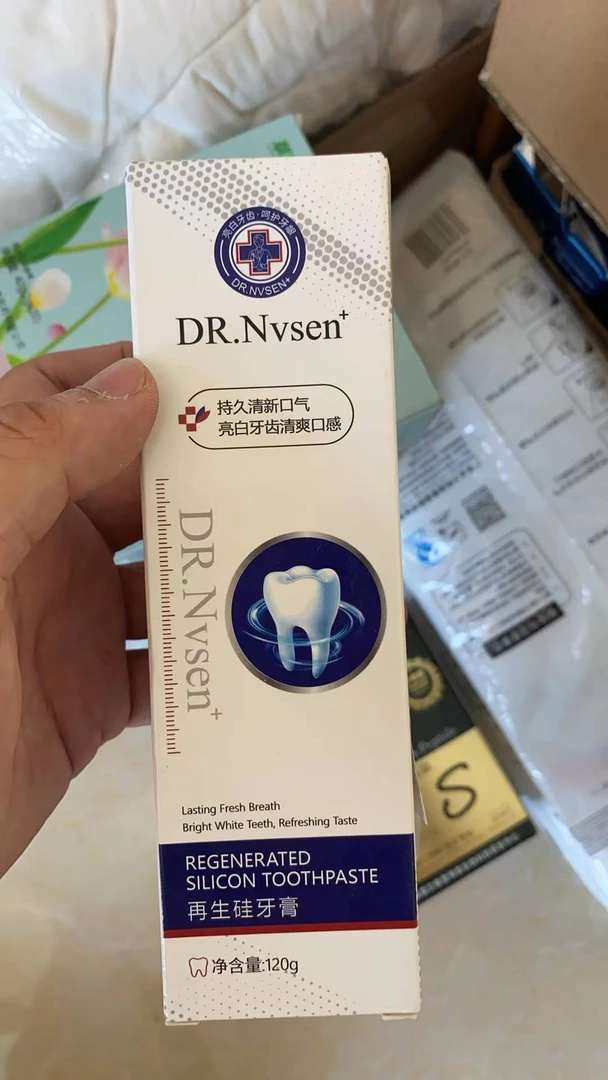 亮白牙齿·呵护牙龈
DR.NVSEN+
DR.Nvsen+
持久清新口气
亮白牙齿清爽口感
DR.Nvsen+
Lasting Fresh Breath
Bright White Teeth, Refreshing Taste
REGENERATED
SILICON TOOTHPASTE
再生硅牙膏
净含量:120g
Peptide
S